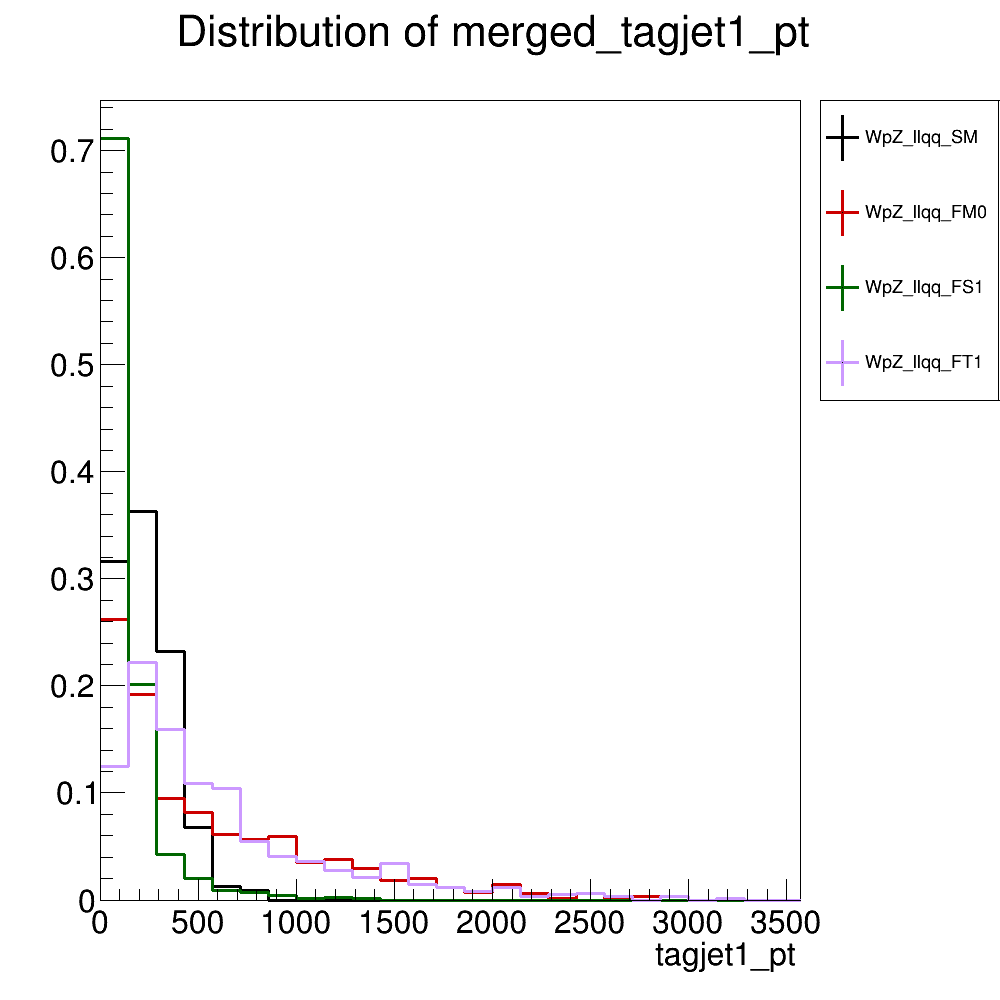 Distribution of merged_tagjet1_pt
WpZ_llqq_SM
WpZ_llqq_FM0
WpZ_llqq_FS1
WpZ_llqq_FT1
0.7
0.6
0.5
0.4
0.3
0.2
0.1
0
0 500 1000 1500 2000 2500 3000 3500
tagjet1_pt